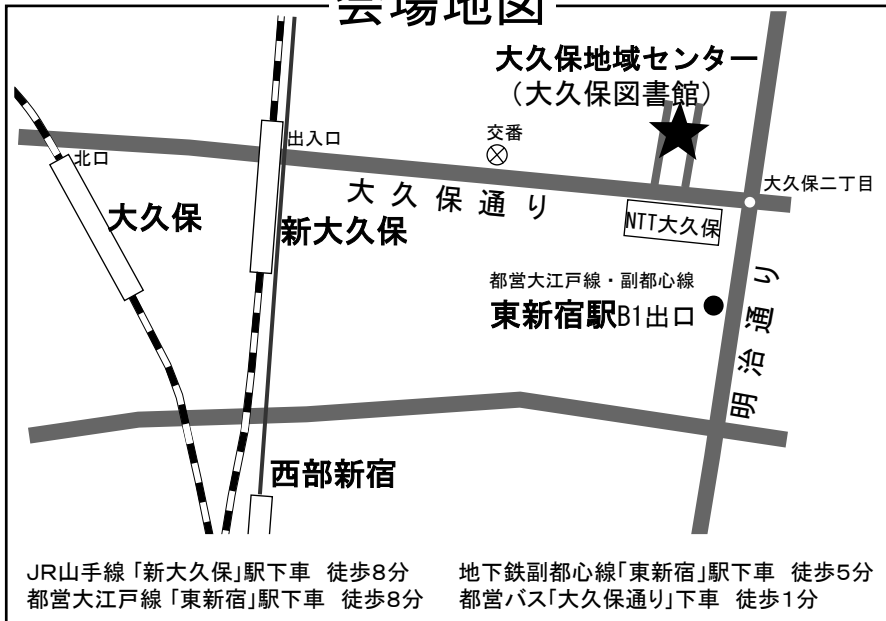 会場地図
大久保地域センター
（大久保図書館）
出入口
交番
北口
大久保二丁目
大久保通り
大久保
新大久保
NTT大久保
都営大江戸線・副都心線
東新宿駅B1出口
明治通り
西部新宿
JR山手線「新大久保」駅下車　徒歩8分
都営大江戸線「東新宿」駅下車　徒歩8分
地下鉄副都心線「東新宿」駅下車　徒歩5分
都営バス「大久保通り」下車　徒歩1分